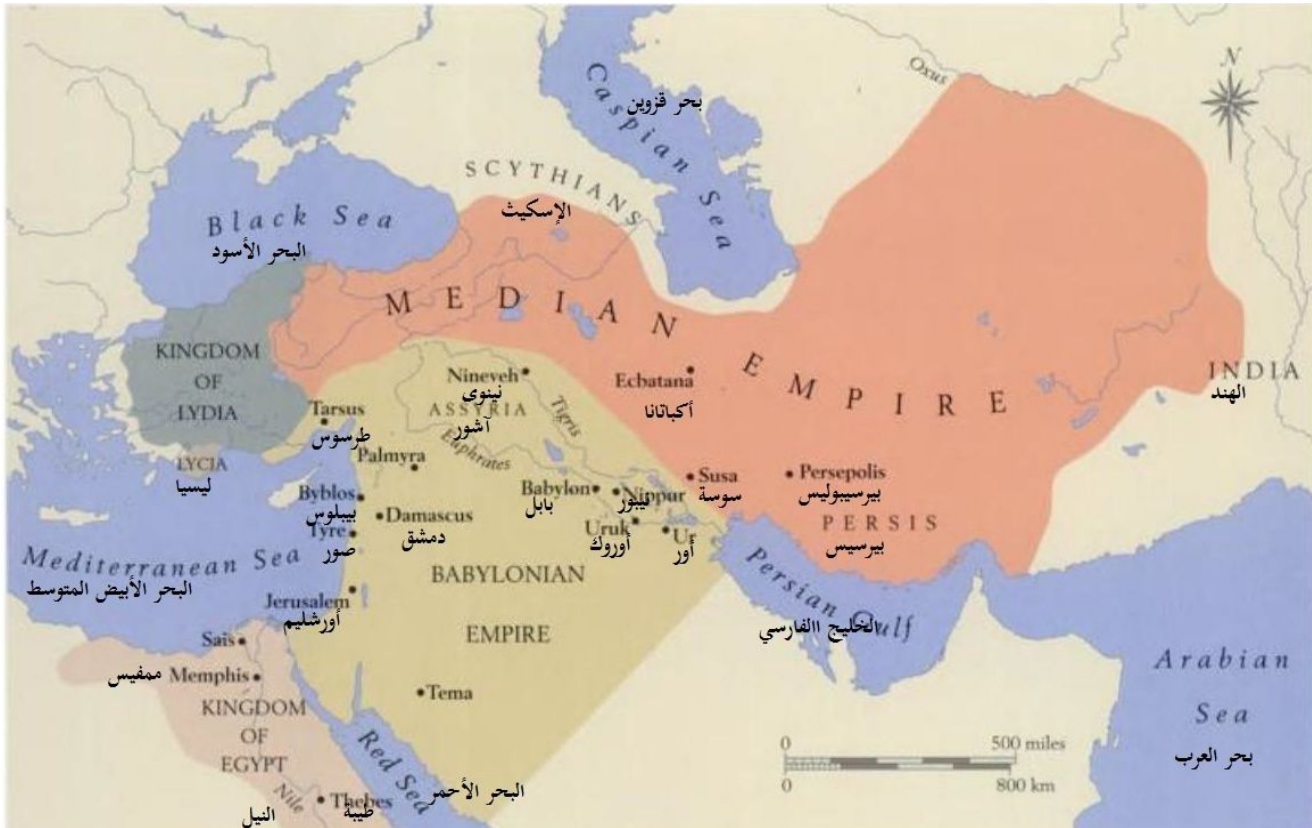 Oxus
N
Caspian Sea
بحر قزوين
SCYTHIANS
الإسكيث
Black Sea
البحر الأسود
MEDIAN EMPIRE
KINGDOM
OF
LYDIA
INDIA
الهند
Nineveh
نينوى
ASSYRIA
آشور
Tigris
Euphrates
Ecbatana
أكباتانا
Tarsus
طرسوس
Palmyra
LYCIA
ليسيا
Byblos
بيبلوس
Damascus
دمشق
Tyre
صور
Babylon
بابل
Nippur
نيبور
Uruk
أوروك
Ur
أور
Susa
سوسة
Persepolis
بيرسيبوليس
PERSIS
بيرسيس
Mediterranean Sea
البحر الأبيض المتوسط
BABYLONIAN
EMPIRE
Jerusalem
أورشليم
Persian Gulf
الخليج االفارسي
Sais
Memphis
ممفيس
KINGDOM
OF
EGYPT
Tema
Red Sea
البحر الأحمر
Arabian
Sea
بحر العرب
0 500 miles
0 800 km
Nile
النيل
Thebes
طيبة